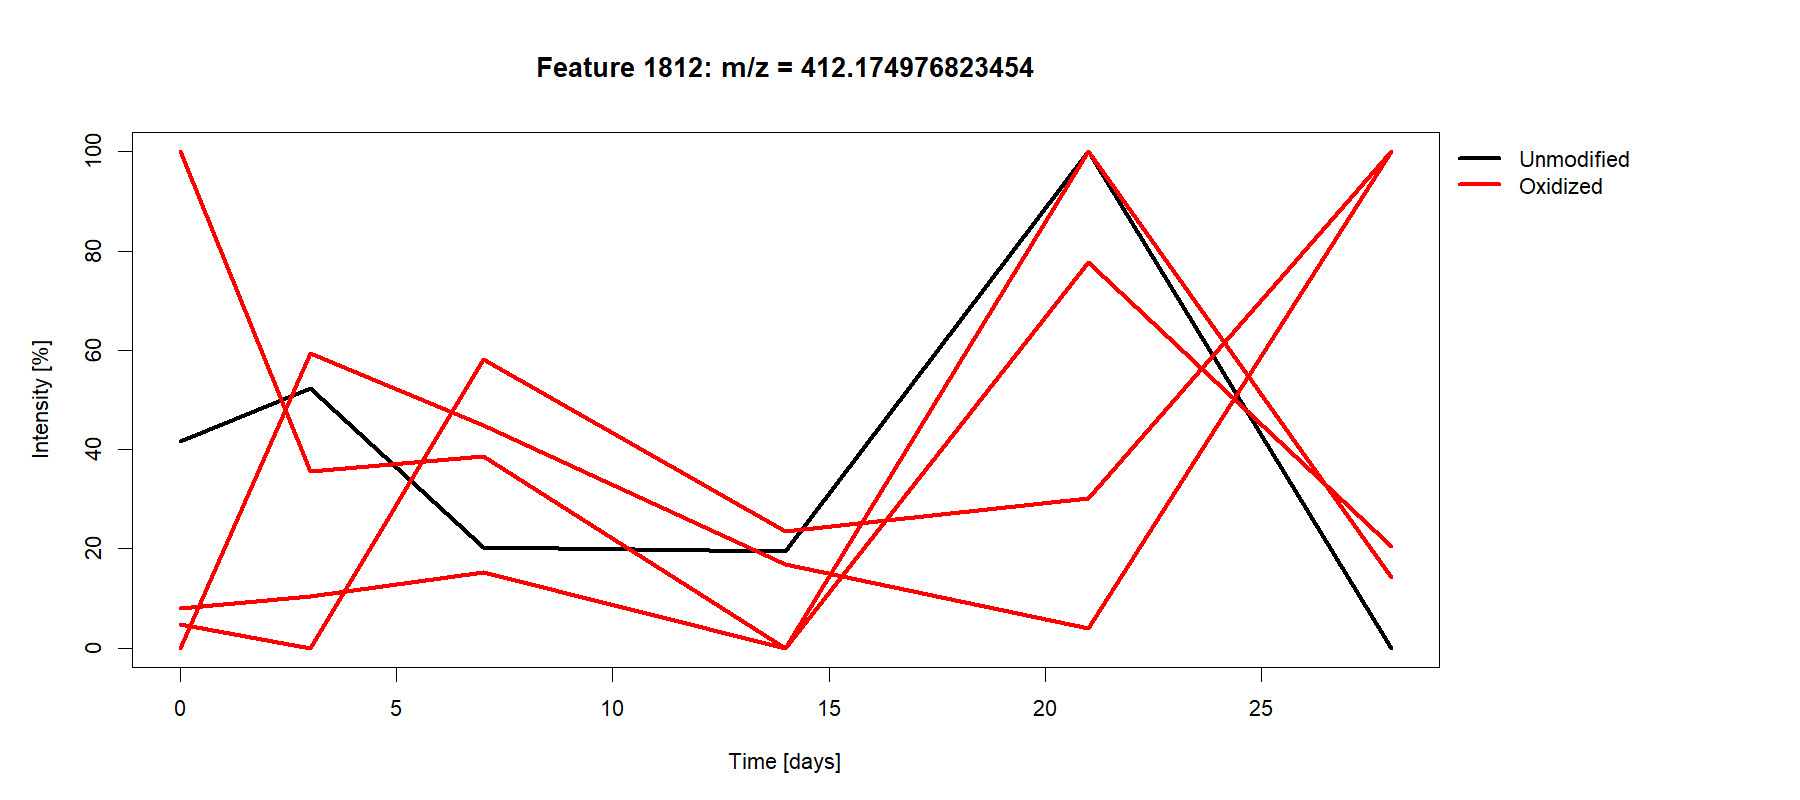 Feature 1812: m/z = 412.174976823454
Unmodified
Oxidized
Intensity [%]
100
80
60
40
20
0
0 5 10 15 20 25
Time [days]